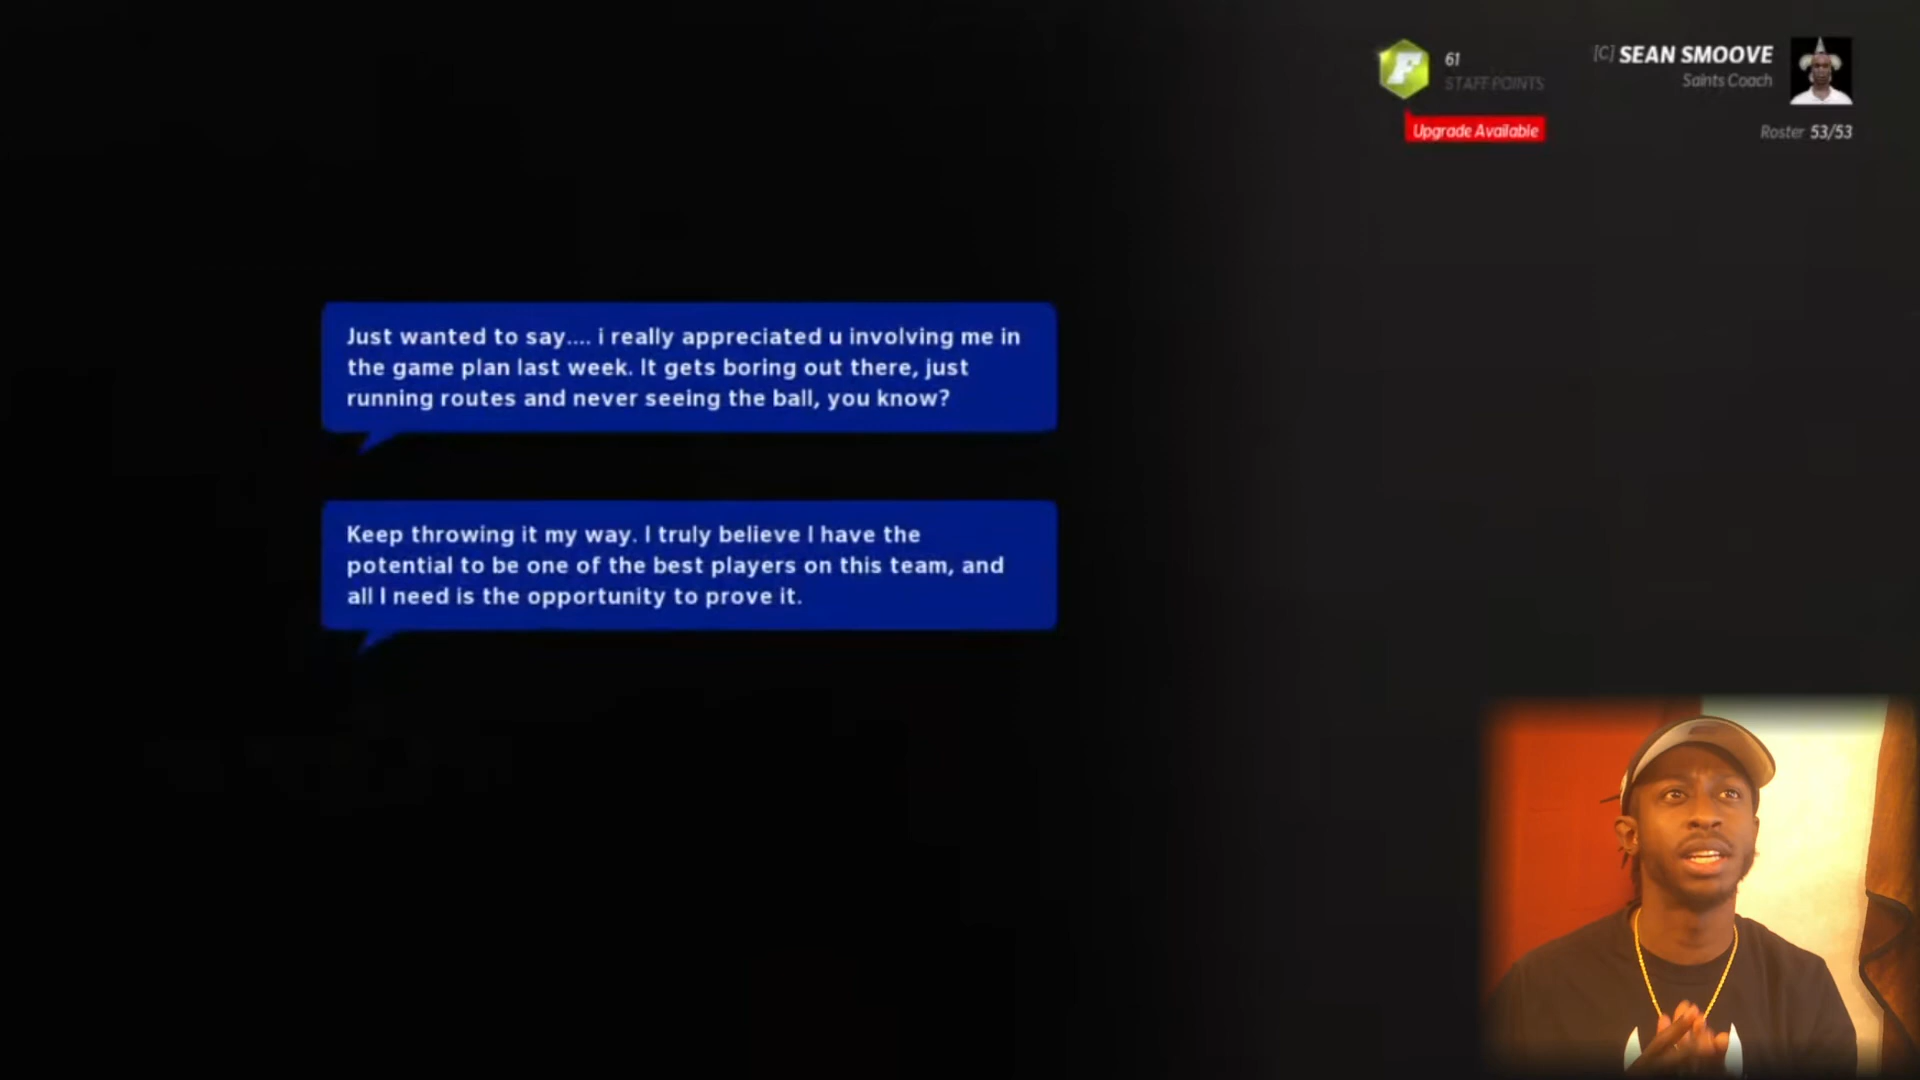 61
STAFF POINTS
Upgrade Available
[C] SEAN SMOOVE
Saints Coach
Roster 53/53
Just wanted to say.... i really appreciated u involving me in
the game plan last week. It gets boring out there, just
running routes and never seeing the ball, you know?
Keep throwing it my way. I truly believe I have the
potential to be one of the best players on this team, and
all I need is the opportunity to prove it.